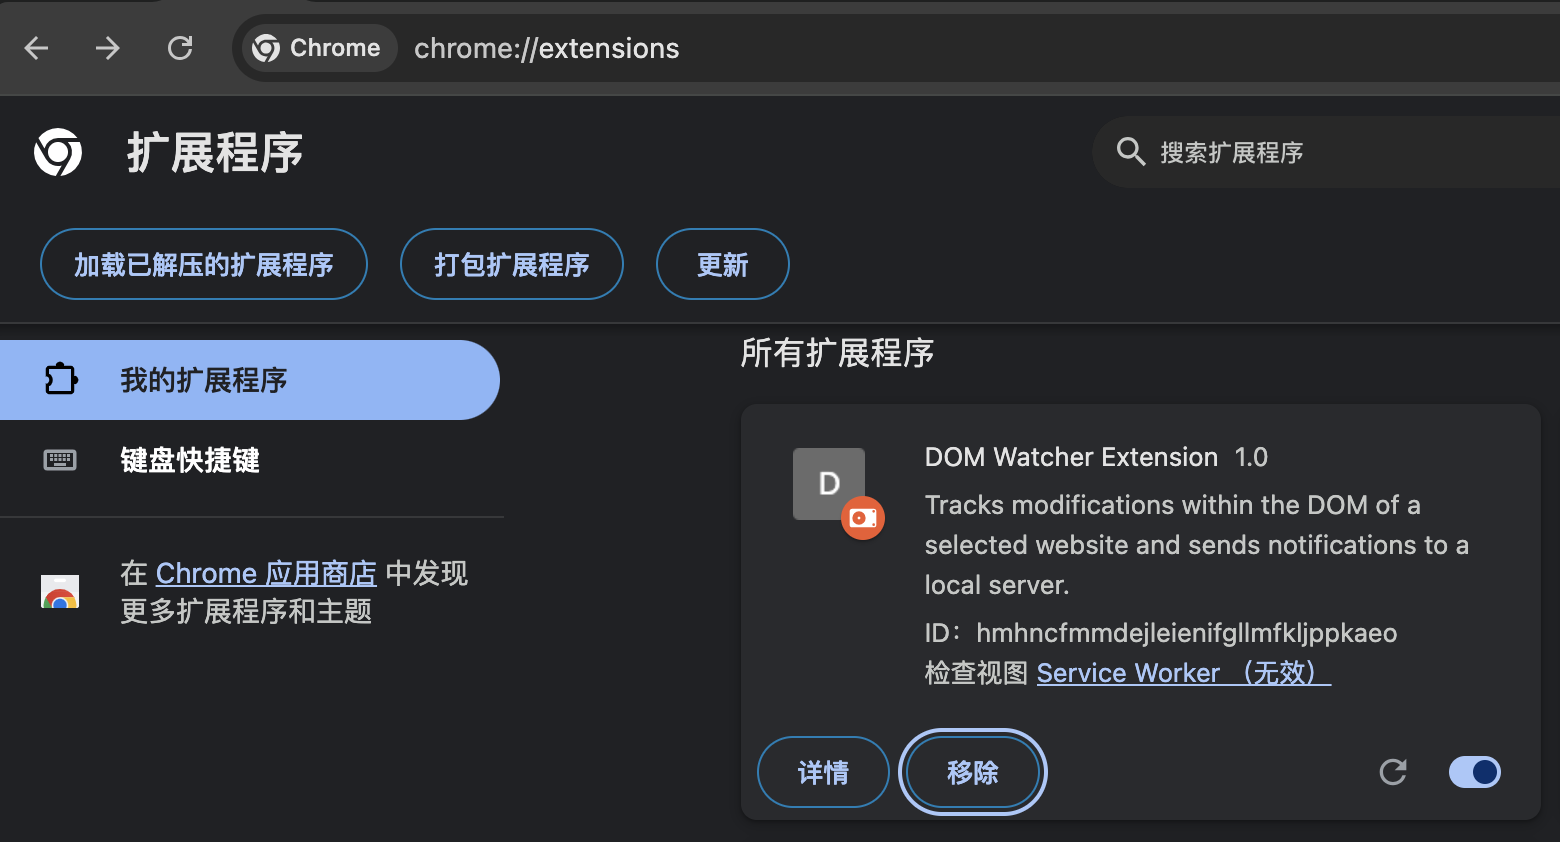 Chrome
chrome://extensions
扩展程序
搜索扩展程序
加载已解压的扩展程序
打包扩展程序
更新
我的扩展程序
键盘快捷键
在 Chrome 应用商店 中发现
更多扩展程序和主题
所有扩展程序
D
DOM Watcher Extension 1.0
Tracks modifications within the DOM of a
selected website and sends notifications to a
local server.
ID：hmhncfmmdejleienifgllmfkljppkaeo
检查视图 Service Worker （无效）
详情
移除